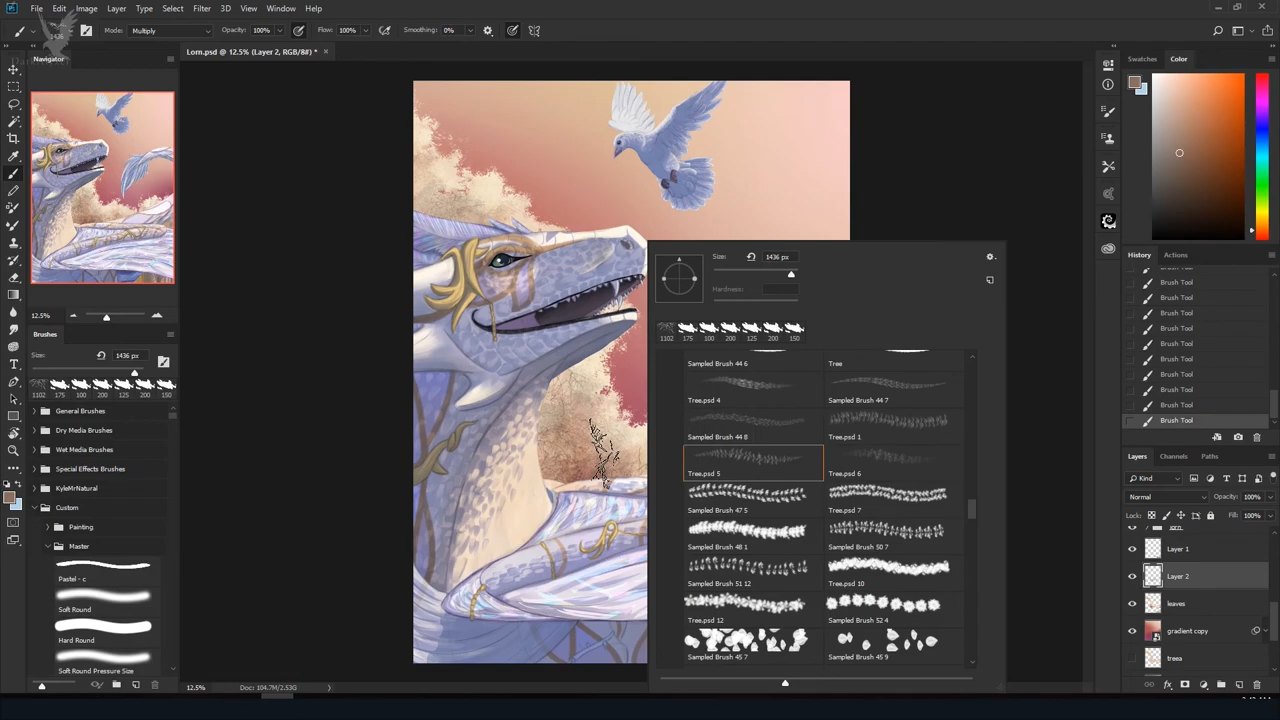 File Edit Image Layer Type Select Filter 3D View Window Help
1436 Mode: Multiply Opacity: 100% Flow: 100% Smoothing: 0%
Lorn.psd @ 12.5% (Layer 2, RGB/8#) * ×
Navigator
12.5%
Brushes
Size: 1436 px
1102 175 100 200 125 200 150
General Brushes
Dry Media Brushes
Wet Media Brushes
Special Effects Brushes
KyleMrNatural
Custom
Painting
Master
Pastel - c
Soft Round
Hard Round
Soft Round Pressure Size
Size: 1436 px
Hardness:
1102 175 100 200 125 200 150
Sampled Brush 44 6 Tree
Tree.psd 4 Sampled Brush 44 7
Sampled Brush 44 8 Tree.psd 1
Tree.psd 5 Tree.psd 6
Sampled Brush 47 5 Tree.psd 7
Sampled Brush 48 1 Sampled Brush 50 7
Sampled Brush 51 12 Tree.psd 10
Tree.psd 12 Sampled Brush 52 4
Sampled Brush 45 7 Sampled Brush 45 9
12.5% Doc: 104.7M/2.53G
Swatches Color
History Actions
Brush Tool
Brush Tool
Brush Tool
Brush Tool
Brush Tool
Brush Tool
Brush Tool
Brush Tool
Brush Tool
Brush Tool
Brush Tool
Layers Channels Paths
Kind
Normal Opacity: 100%
Lock: Fill: 100%
Layer 1
Layer 2
leaves
gradient copy
treea